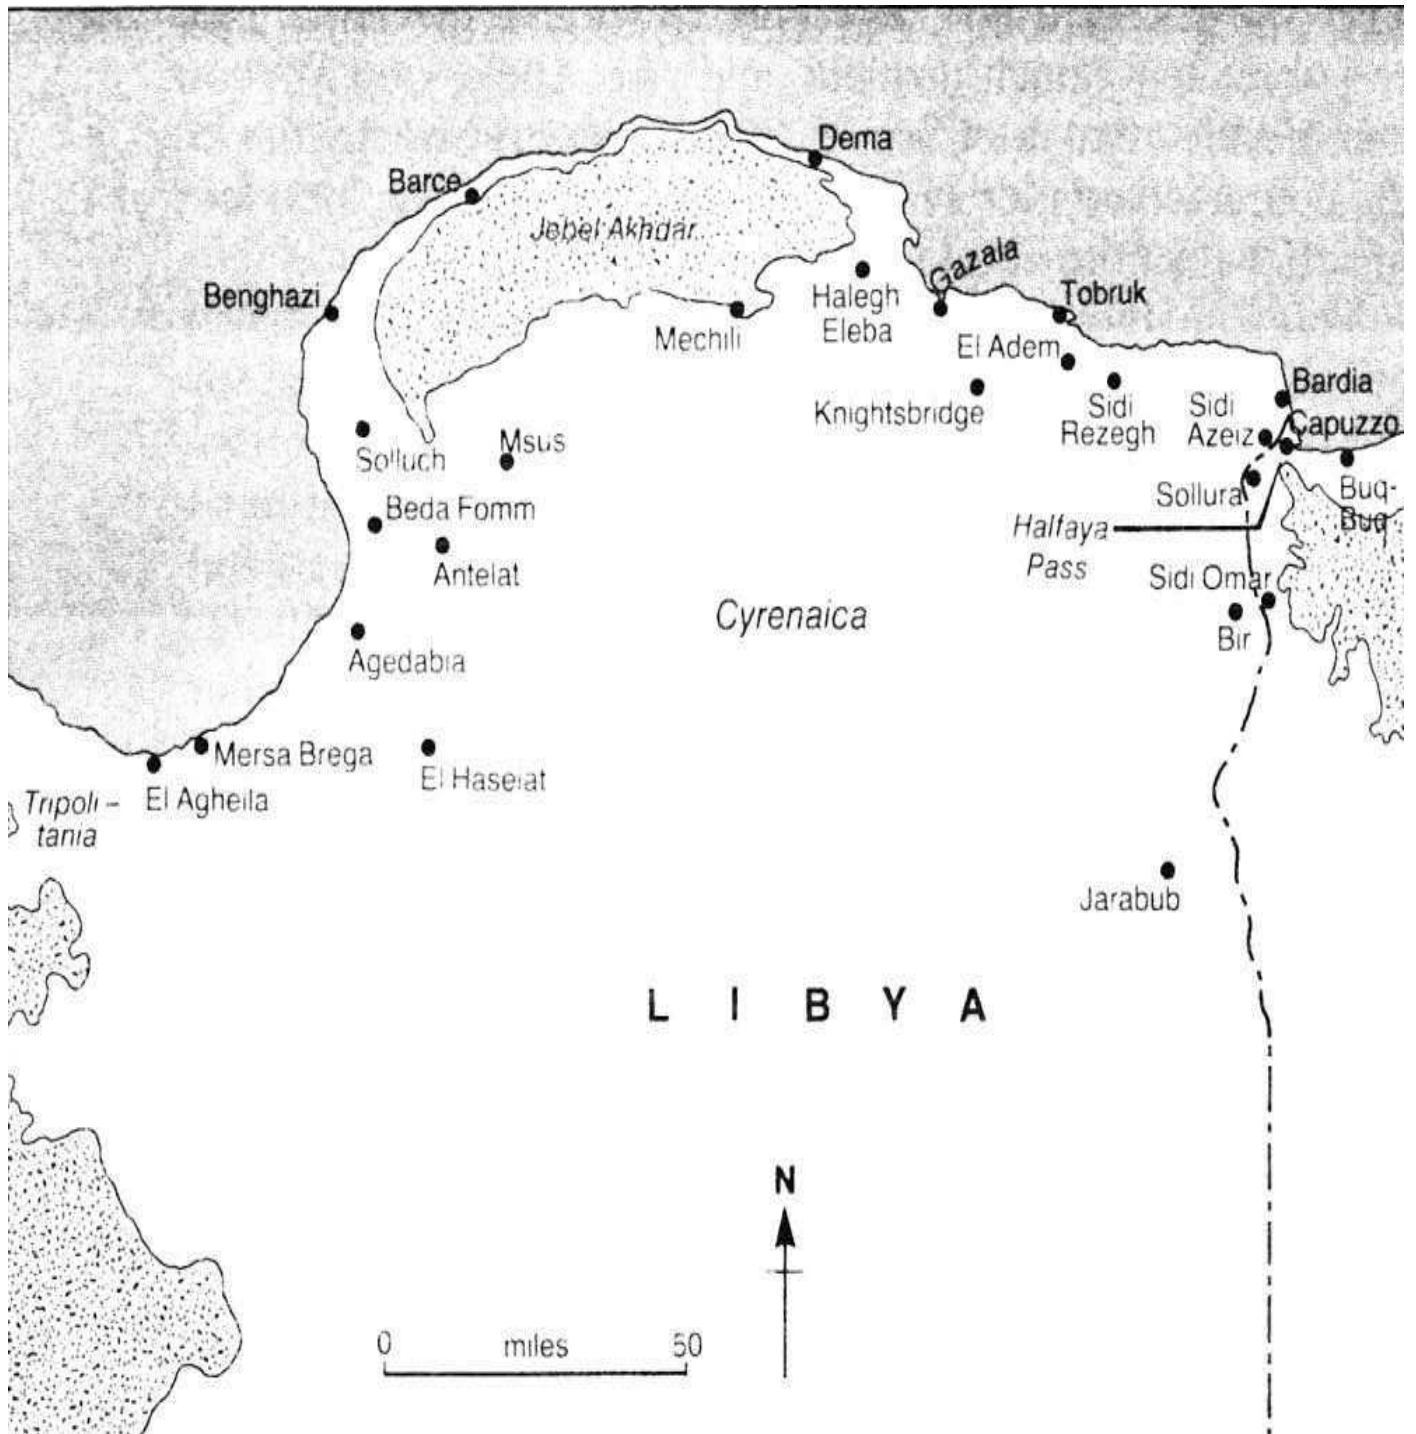 Dema
Barce
Jebel Akhdar
Benghazi
Gazala
Halegh
Eleba
Tobruk
Mechili
El Adem
Bardia
Knightsbridge
Sidi
Rezegh
Sidi
Azeiz
Capuzzo
Solluch
Msus
Sollura
Buq-
Buq
Beda Fomm
Halfaya
Pass
Antelat
Sidi Omar
Cyrenaica
Bir
Agedabia
Mersa Brega
El Haseiat
Tripoli –
tania
El Agheila
Jarabub
LIBYA
N
0 miles 50